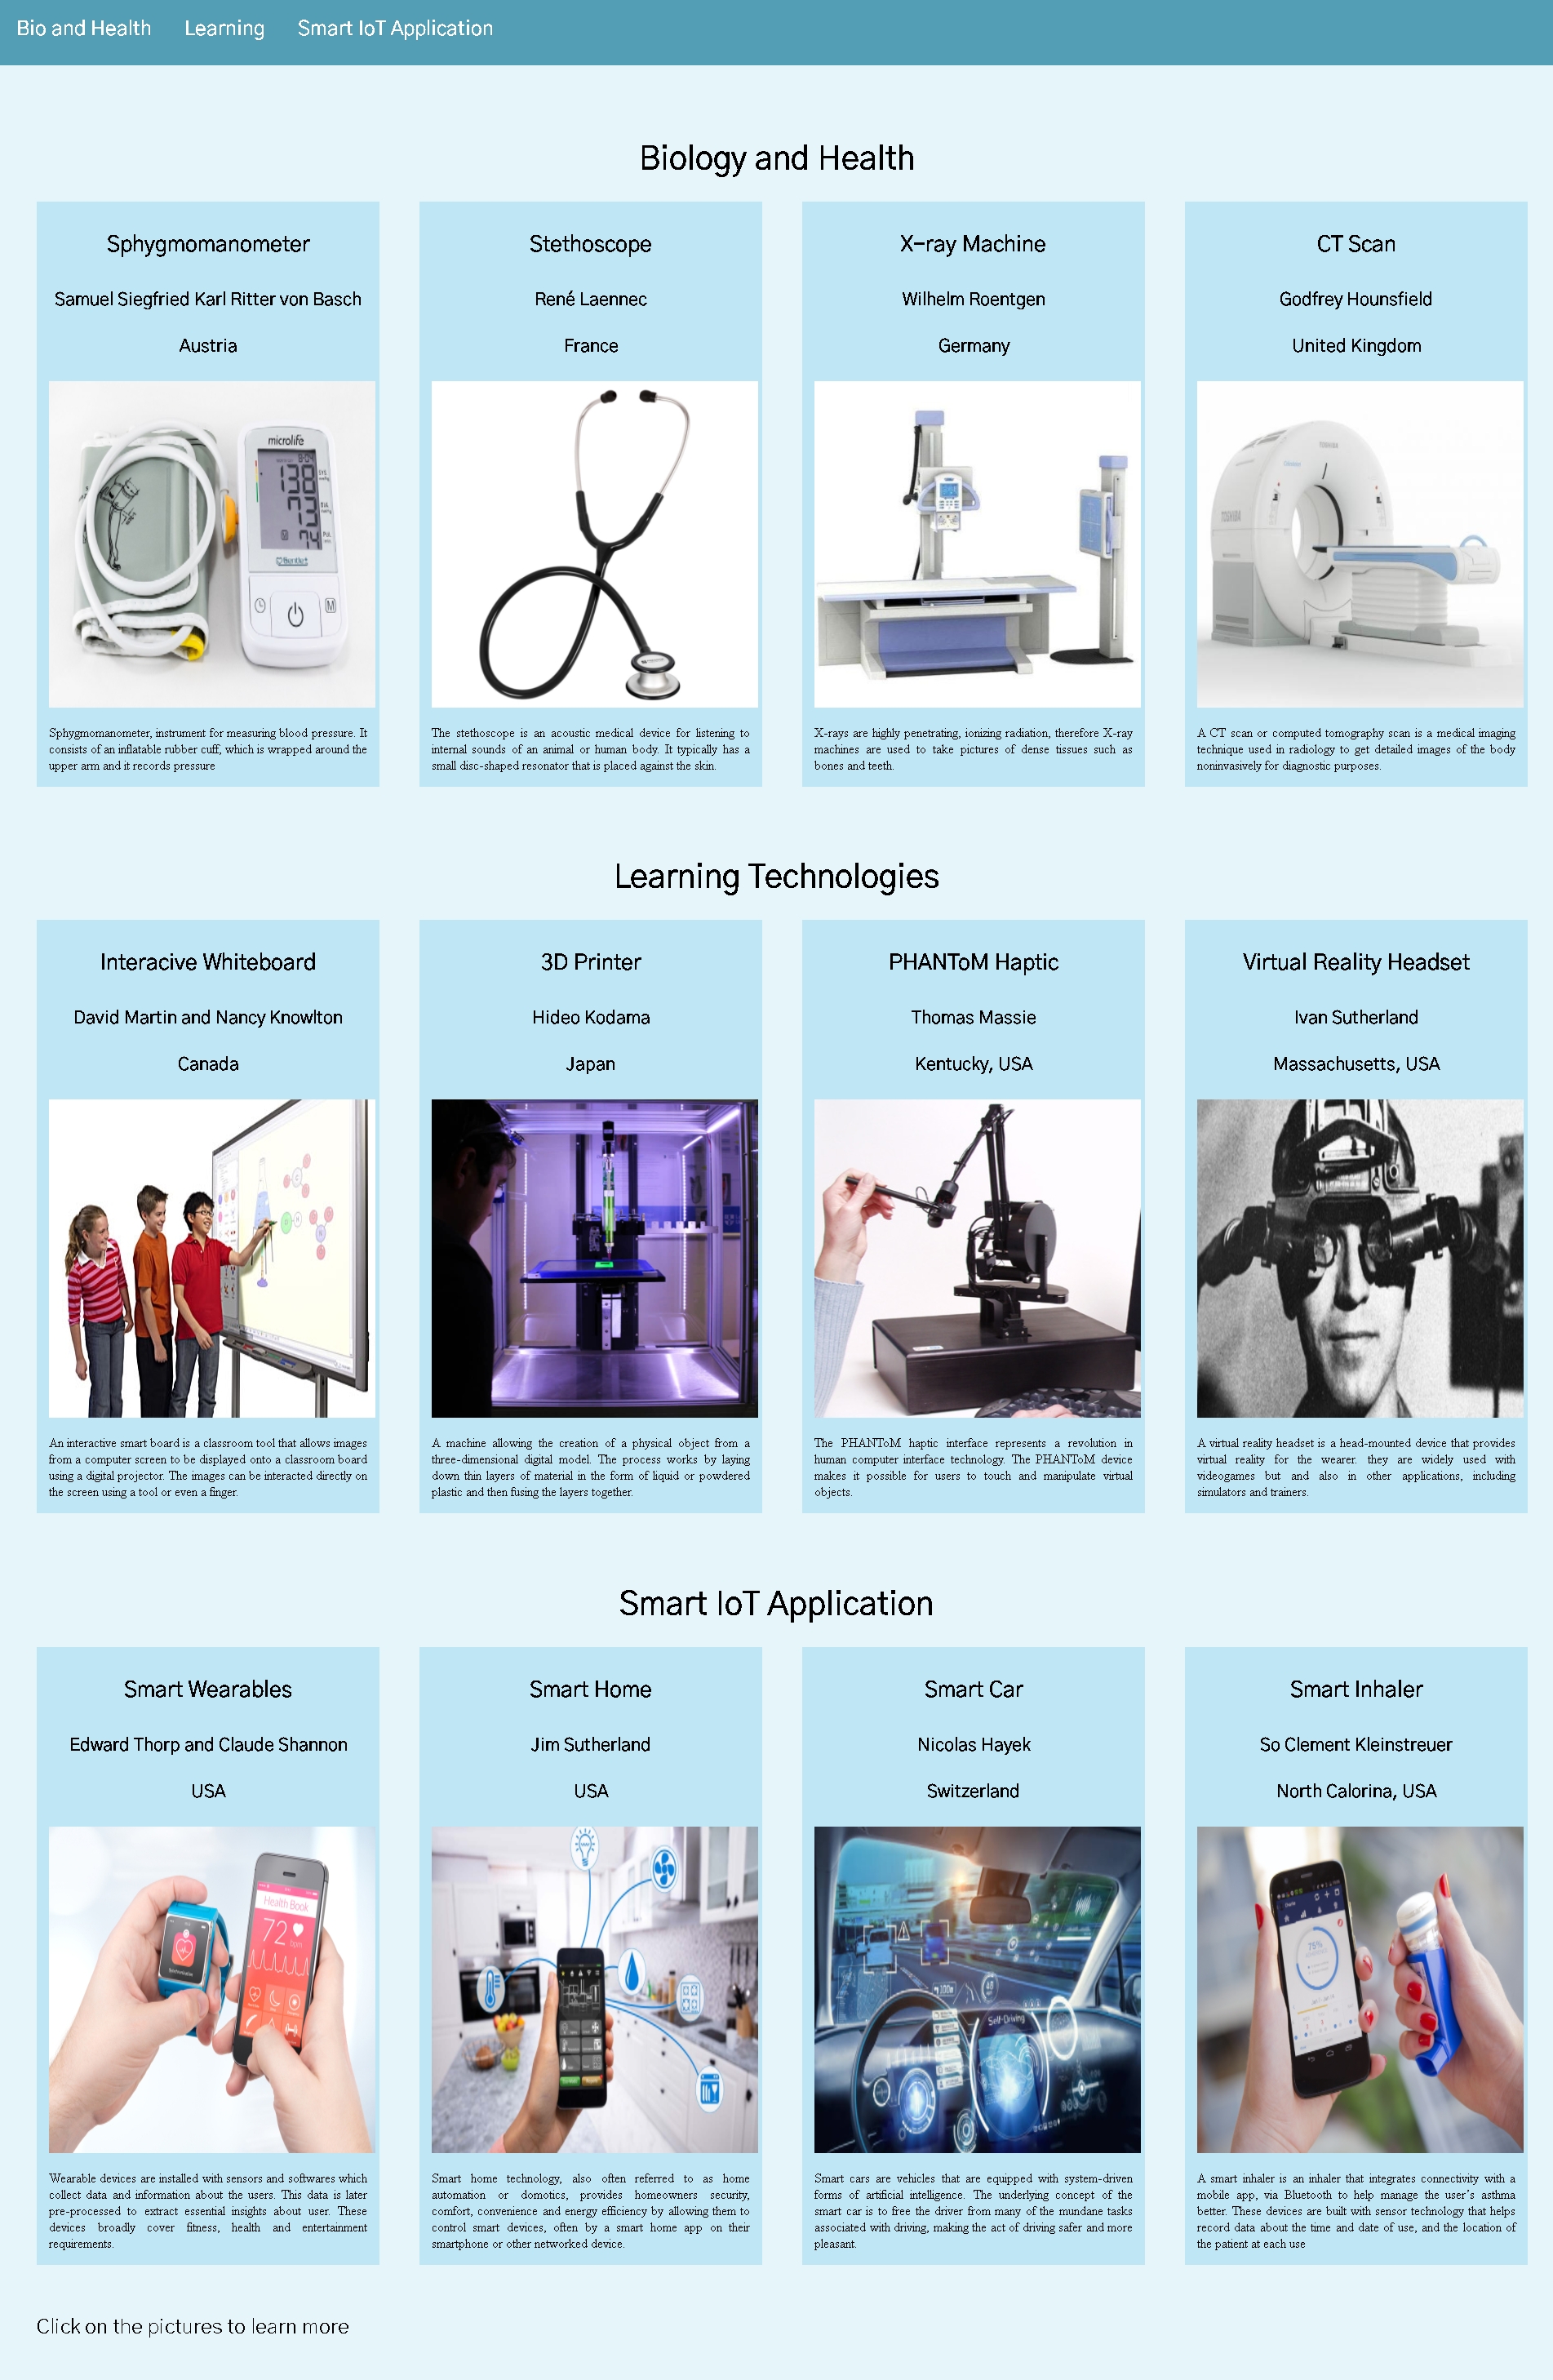 Bio and Health Learning Smart IoT Application
Biology and Health
Sphygmomanometer
Samuel Siegfried Karl Ritter von Basch
Austria
microlife
138
73
74
M
Sphygmomanometer, instrument for measuring blood pressure. It
consists of an inflatable rubber cuff, which is wrapped around the
upper arm and it records pressure
Stethoscope
René Laennec
France
The stethoscope is an acoustic medical device for listening to
internal sounds of an animal or human body. It typically has a
small disc-shaped resonator that is placed against the skin.
X-ray Machine
Wilhelm Roentgen
Germany
X-rays are highly penetrating, ionizing radiation, therefore X-ray
machines are used to take pictures of dense tissues such as
bones and teeth.
CT Scan
Godfrey Hounsfield
United Kingdom
TOSHIBA
TOSHIBA
A CT scan or computed tomography scan is a medical imaging
technique used in radiology to get detailed images of the body
noninvasively for diagnostic purposes.
Learning Technologies
Interacive Whiteboard
David Martin and Nancy Knowlton
Canada
An interactive smart board is a classroom tool that allows images
from a computer screen to be displayed onto a classroom board
using a digital projector. The images can be interacted directly on
the screen using a tool or even a finger.
3D Printer
Hideo Kodama
Japan
A machine allowing the creation of a physical object from a
three-dimensional digital model. The process works by laying
down thin layers of material in the form of liquid or powdered
plastic and then fusing the layers together.
PHANToM Haptic
Thomas Massie
Kentucky, USA
The PHANToM haptic interface represents a revolution in
human computer interface technology. The PHANToM device
makes it possible for users to touch and manipulate virtual
objects.
Virtual Reality Headset
Ivan Sutherland
Massachusetts, USA
A virtual reality headset is a head-mounted device that provides
virtual reality for the wearer. they are widely used with
videogames but and also in other applications, including
simulators and trainers.
Smart IoT Application
Smart Wearables
Edward Thorp and Claude Shannon
USA
Health Book
72 bpm
Wearable devices are installed with sensors and softwares which
collect data and information about the users. This data is later
pre-processed to extract essential insights about user. These
devices broadly cover fitness, health and entertainment
requirements.
Smart Home
Jim Sutherland
USA
Smart home technology, also often referred to as home
automation or domotics, provides homeowners security,
comfort, convenience and energy efficiency by allowing them to
control smart devices, often by a smart home app on their
smartphone or other networked device.
Smart Car
Nicolas Hayek
Switzerland
Self-Driving
Smart cars are vehicles that are equipped with system-driven
forms of artificial intelligence. The underlying concept of the
smart car is to free the driver from many of the mundane tasks
associated with driving, making the act of driving safer and more
pleasant.
Smart Inhaler
So Clement Kleinstreuer
North Calorina, USA
75%
A smart inhaler is an inhaler that integrates connectivity with a
mobile app, via Bluetooth to help manage the user's asthma
better. These devices are built with sensor technology that helps
record data about the time and date of use, and the location of
the patient at each use
Click on the pictures to learn more